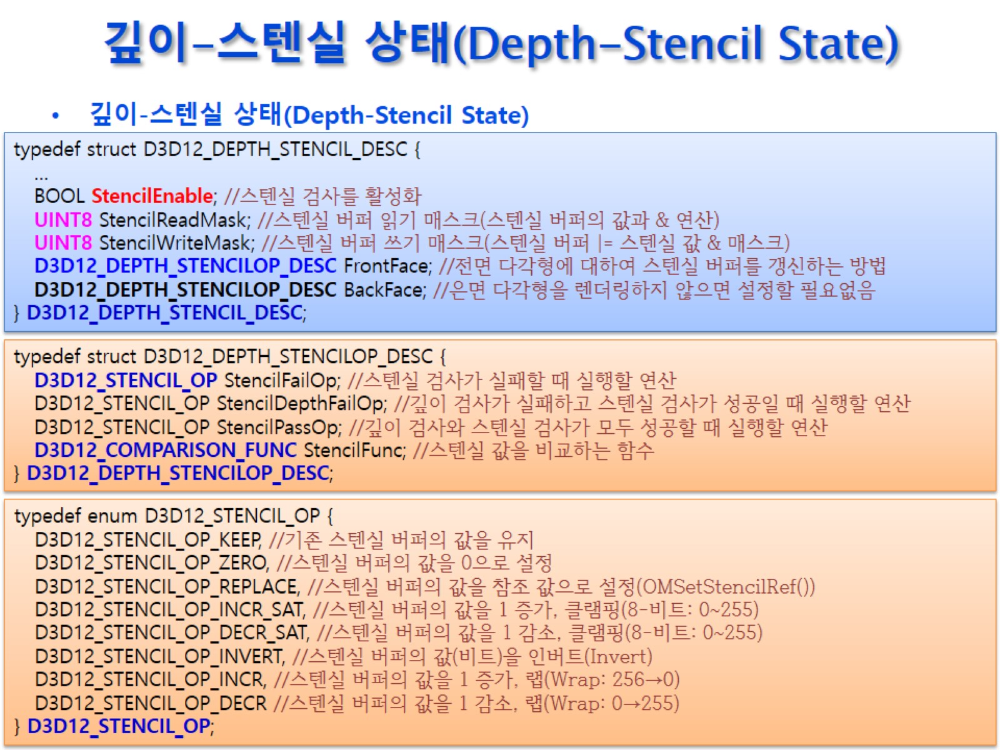 깊이-스텐실 상태(Depth-Stencil State)
• 깊이-스텐실 상태(Depth-Stencil State)
typedef struct D3D12_DEPTH_STENCIL_DESC {
...
BOOL StencilEnable; //스텐실 검사를 활성화
UINT8 StencilReadMask; //스텐실 버퍼 읽기 매스크(스텐실 버퍼의 값과 & 연산)
UINT8 StencilWriteMask; //스텐실 버퍼 쓰기 매스크(스텐실 버퍼 |= 스텐실 값 & 매스크)
D3D12_DEPTH_STENCILOP_DESC FrontFace; //전면 다각형에 대하여 스텐실 버퍼를 갱신하는 방법
D3D12_DEPTH_STENCILOP_DESC BackFace; //은면 다각형을 렌더링하지 않으면 설정할 필요없음
} D3D12_DEPTH_STENCIL_DESC;
typedef struct D3D12_DEPTH_STENCILOP_DESC {
D3D12_STENCIL_OP StencilFailOp; //스텐실 검사가 실패할 때 실행할 연산
D3D12_STENCIL_OP StencilDepthFailOp; //깊이 검사가 실패하고 스텐실 검사가 성공일 때 실행할 연산
D3D12_STENCIL_OP StencilPassOp; //깊이 검사와 스텐실 검사가 모두 성공할 때 실행할 연산
D3D12_COMPARISON_FUNC StencilFunc; //스텐실 값을 비교하는 함수
} D3D12_DEPTH_STENCILOP_DESC;
typedef enum D3D12_STENCIL_OP {
D3D12_STENCIL_OP_KEEP, //기존 스텐실 버퍼의 값을 유지
D3D12_STENCIL_OP_ZERO, //스텐실 버퍼의 값을 0으로 설정
D3D12_STENCIL_OP_REPLACE, //스텐실 버퍼의 값을 참조 값으로 설정(OMSetStencilRef())
D3D12_STENCIL_OP_INCR_SAT, //스텐실 버퍼의 값을 1 증가, 클램핑(8-비트: 0~255)
D3D12_STENCIL_OP_DECR_SAT, //스텐실 버퍼의 값을 1 감소, 클램핑(8-비트: 0~255)
D3D12_STENCIL_OP_INVERT, //스텐실 버퍼의 값(비트)을 인버트(Invert)
D3D12_STENCIL_OP_INCR, //스텐실 버퍼의 값을 1 증가, 랩(Wrap: 256→0)
D3D12_STENCIL_OP_DECR //스텐실 버퍼의 값을 1 감소, 랩(Wrap: 0→255)
} D3D12_STENCIL_OP;